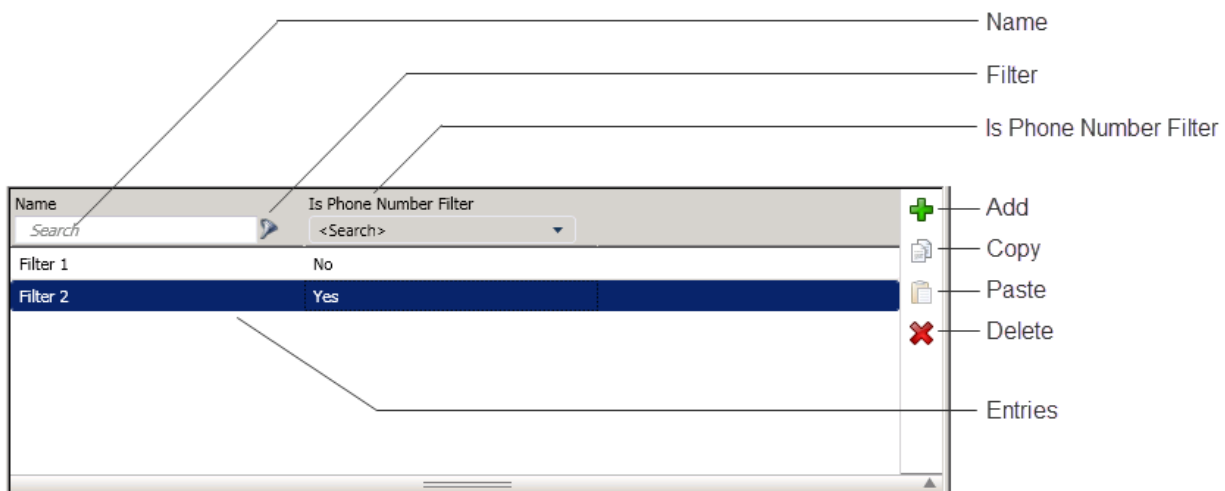 Name
Filter
Is Phone Number Filter
Name Is Phone Number Filter
Search <Search>
Add
Copy
Filter 1 No
Filter 2 Yes
Paste
Delete
Entries